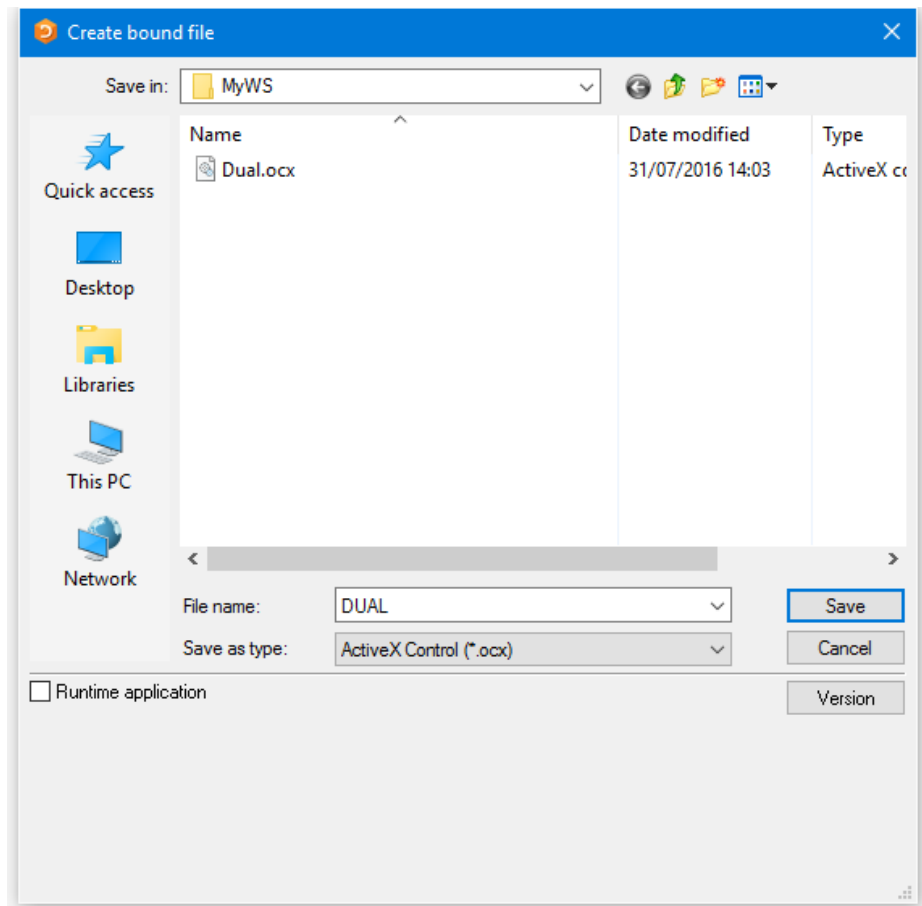 Create bound file
Save in: MyWS
Name Date modified Type
Dual.ocx 31/07/2016 14:03 ActiveX co
Quick access
Desktop
Libraries
This PC
Network
File name: DUAL Save
Save as type: ActiveX Control (*.ocx) Cancel
Runtime application Version